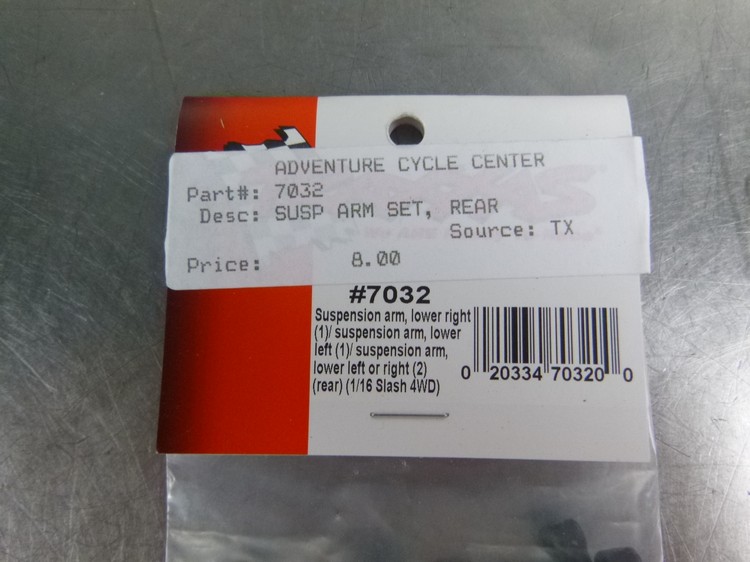 ADVENTURE CYCLE CENTER
Part#: 7032
Desc: SUSP ARM SET, REAR
Source: TX
Price: 8.00
#7032
Suspension arm, lower right
(1)/ suspension arm, lower
left (1)/ suspension arm,
lower left or right (2)
(rear) (1/16 Slash 4WD)
0 20334 70320 0